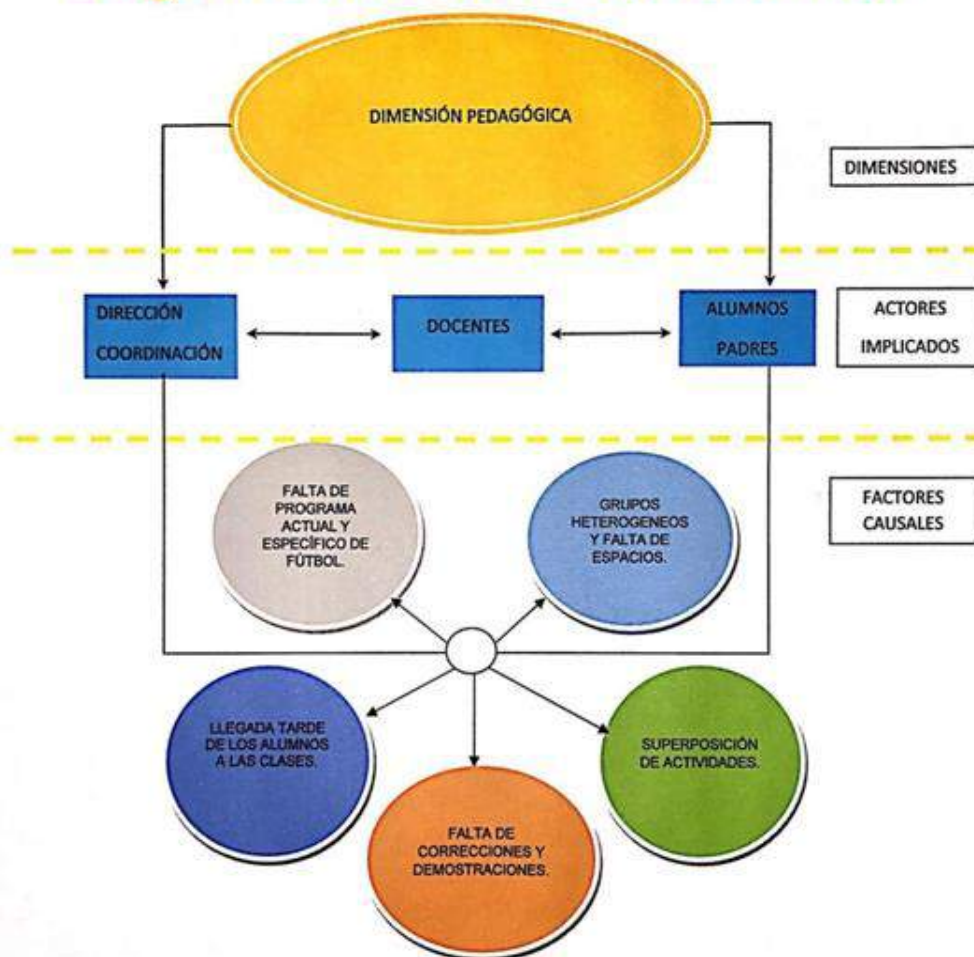 DIMENSIÓN PEDAGÓGICA
DIMENSIONES
DIRECCIÓN
COORDINACIÓN
DOCENTES
ALUMNOS
PADRES
ACTORES
IMPLICADOS
FALTA DE
PROGRAMA
ACTUAL Y
ESPECÍFICO DE
FÚTBOL.
GRUPOS
HETEROGENEOS
Y FALTA DE
ESPACIOS.
FACTORES
CAUSALES
LLEGADA TARDE
DE LOS ALUMNOS
A LAS CLASES.
FALTA DE
CORRECCIONES Y
DEMOSTRACIONES.
SUPERPOSICIÓN
DE ACTIVIDADES.